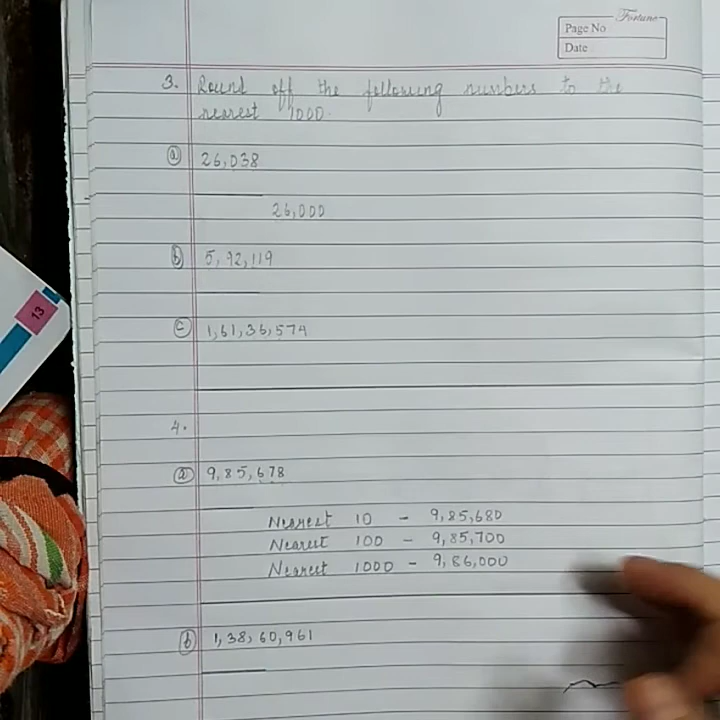 Fortune
Page No
Date
3. Round off the following numbers to the
nearest 1000.
(a) 26,038
26,000
(b) 5,92,119
(c) 1,61,36,574
13
4.
(a) 9,85,678
Nearest 10 - 9,85,680
Nearest 100 - 9,85,700
Nearest 1000 - 9,86,000
(b) 1,38,60,961